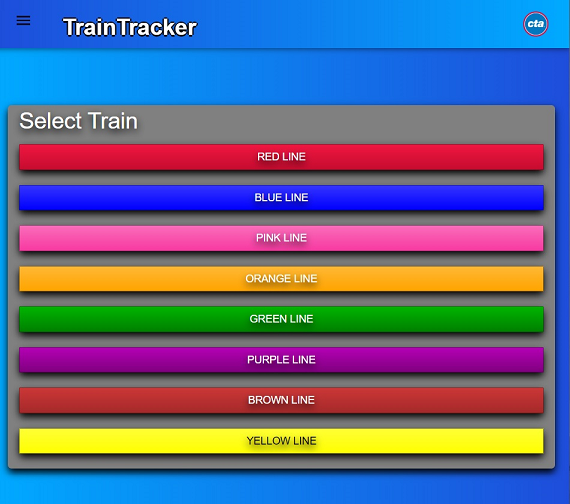 TrainTracker
cta
Select Train
RED LINE
BLUE LINE
PINK LINE
ORANGE LINE
GREEN LINE
PURPLE LINE
BROWN LINE
YELLOW LINE